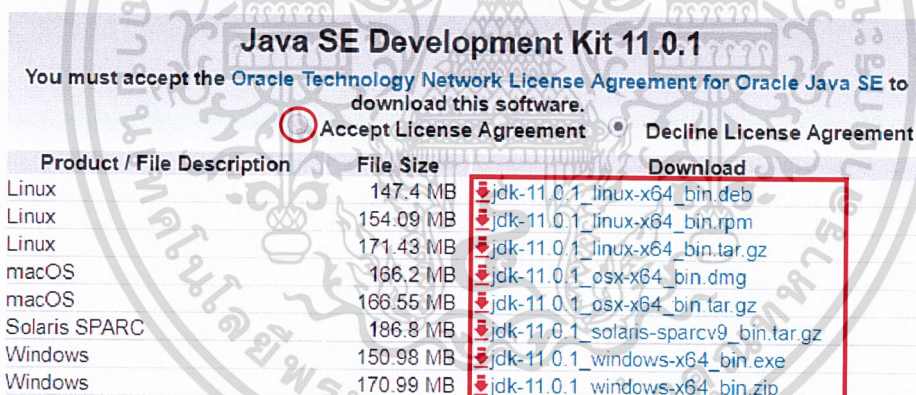 Java SE Development Kit 11.0.1
You must accept the Oracle Technology Network License Agreement for Oracle Java SE to
download this software.
Accept License Agreement Decline License Agreement
Product / File Description File Size Download
Linux 147.4 MB jdk-11.0.1_linux-x64_bin.deb
Linux 154.09 MB jdk-11.0.1_linux-x64_bin.rpm
Linux 171.43 MB jdk-11.0.1_linux-x64_bin.tar.gz
macOS 166.2 MB jdk-11.0.1_osx-x64_bin.dmg
macOS 166.55 MB jdk-11.0.1_osx-x64_bin.tar.gz
Solaris SPARC 186.8 MB jdk-11.0.1_solaris-sparcv9_bin.tar.gz
Windows 150.98 MB jdk-11.0.1_windows-x64_bin.exe
Windows 170.99 MB jdk-11.0.1_windows-x64_bin.zip